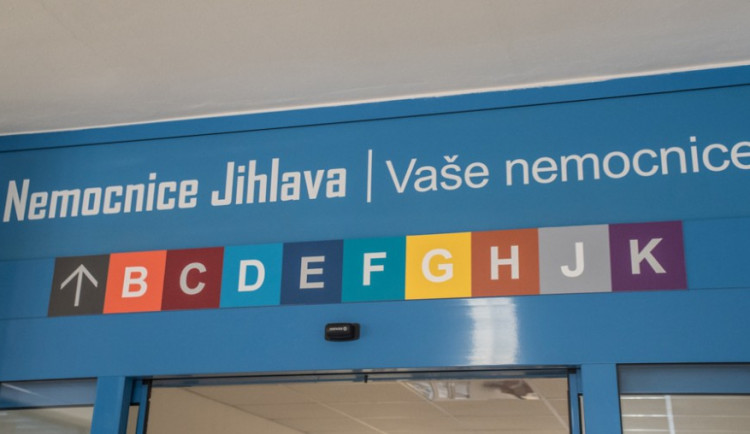 Nemocnice Jihlava | Vaše nemocnice
↑ B C D E F G H J K